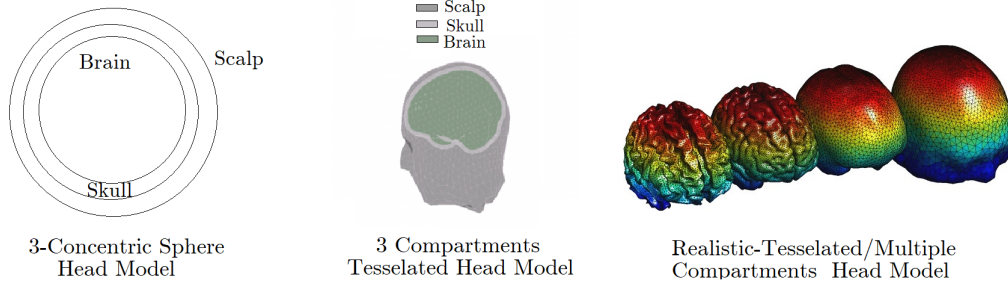 Brain
Scalp
Skull
3-Concentric Sphere
Head Model
Scalp
Skull
Brain
3 Compartments
Tesselated Head Model
Realistic-Tesselated/Multiple
Compartments Head Model